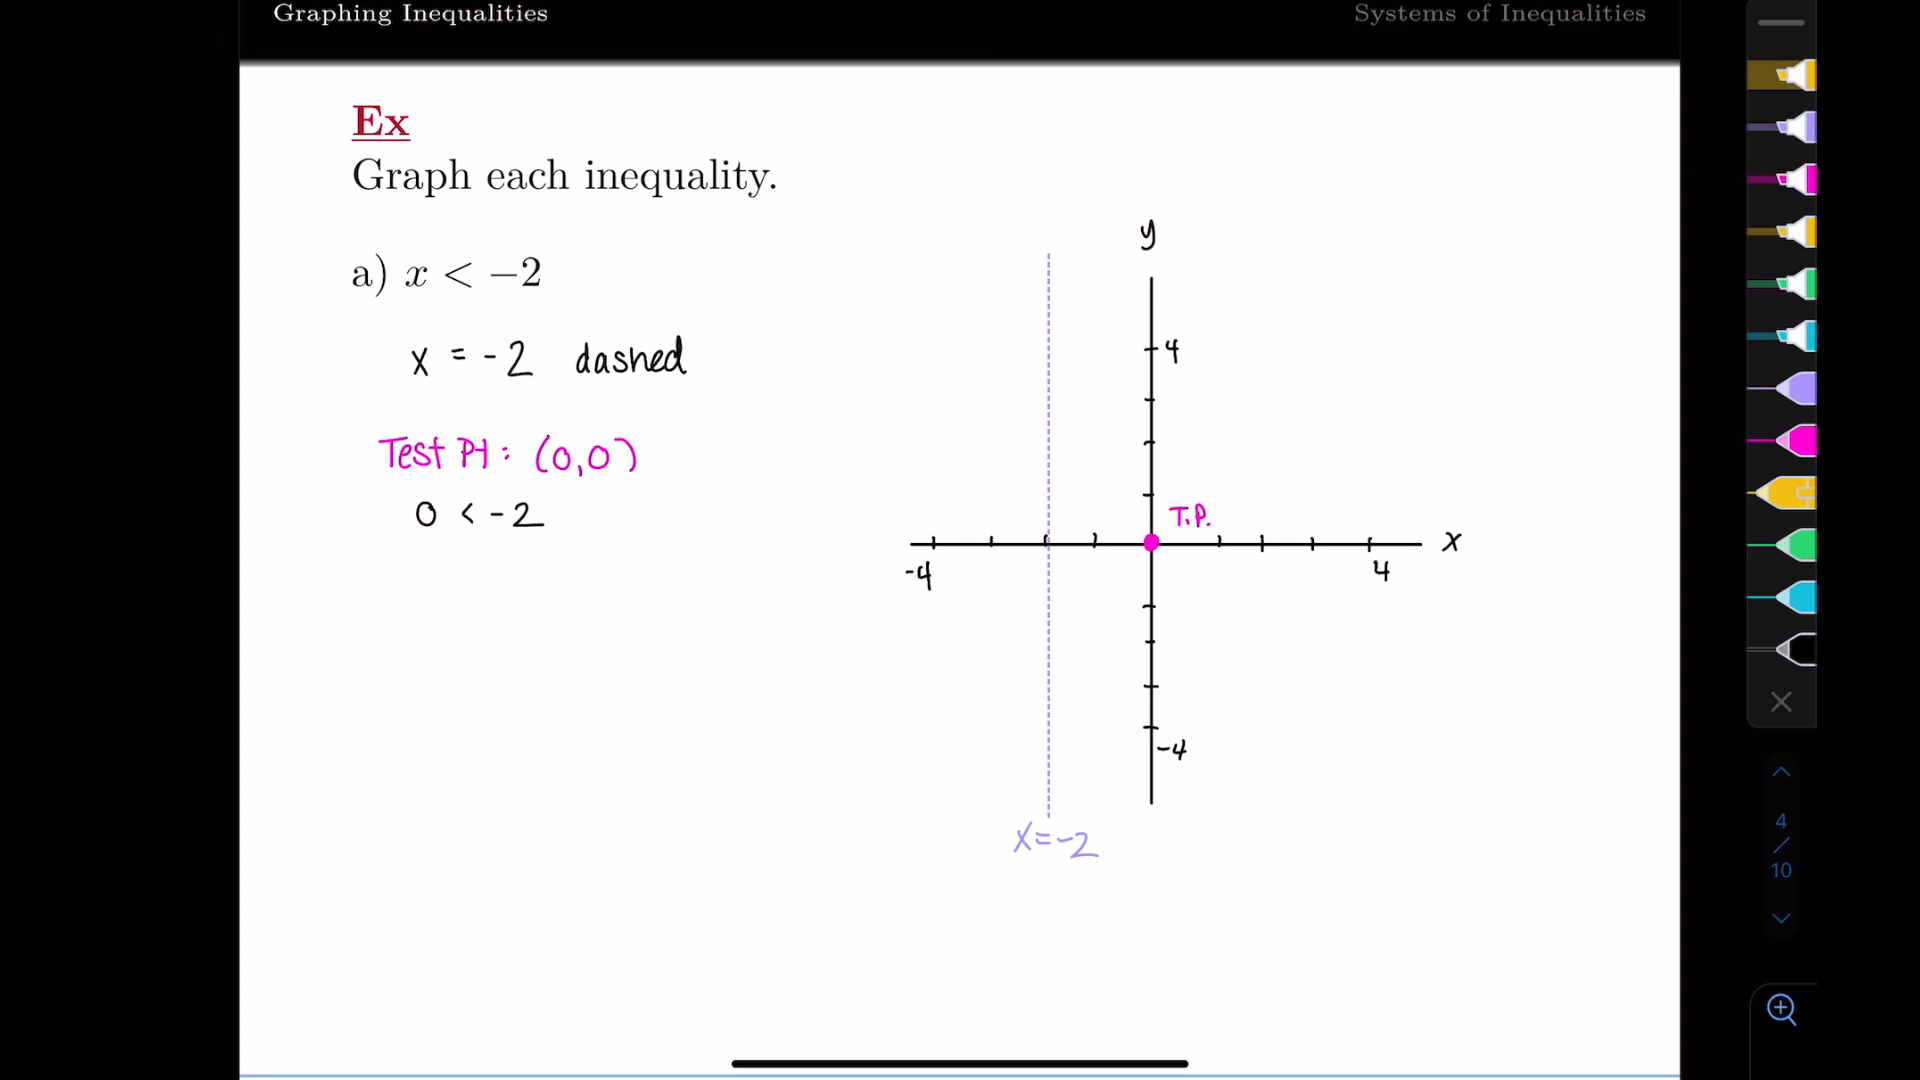 Graphing Inequalities
Systems of Inequalities
Ex
Graph each inequality.
a) x < −2
x = -2 dashed
Test Pt: (0,0)
0 < -2
y
4
T.P.
x
-4
4
-4
x=-2
4
/
10